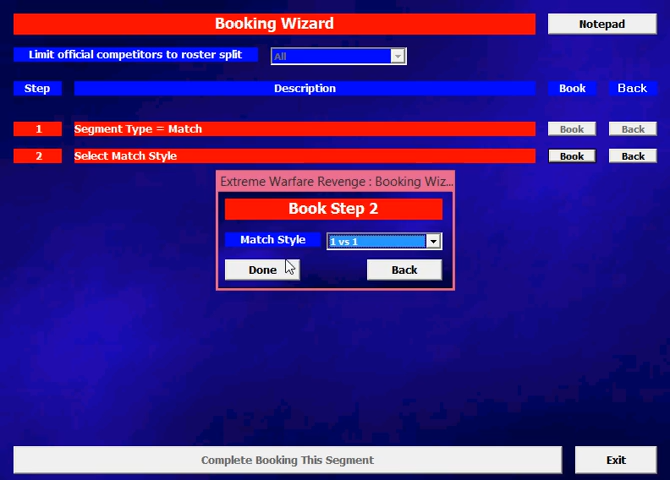 Booking Wizard
Notepad
Limit official competitors to roster split
All
Step
Description
Book
Back
1
Segment Type = Match
Book
Back
2
Select Match Style
Book
Back
Extreme Warfare Revenge : Booking Wiz...
Book Step 2
Match Style
1 vs 1
Done
Back
Complete Booking This Segment
Exit